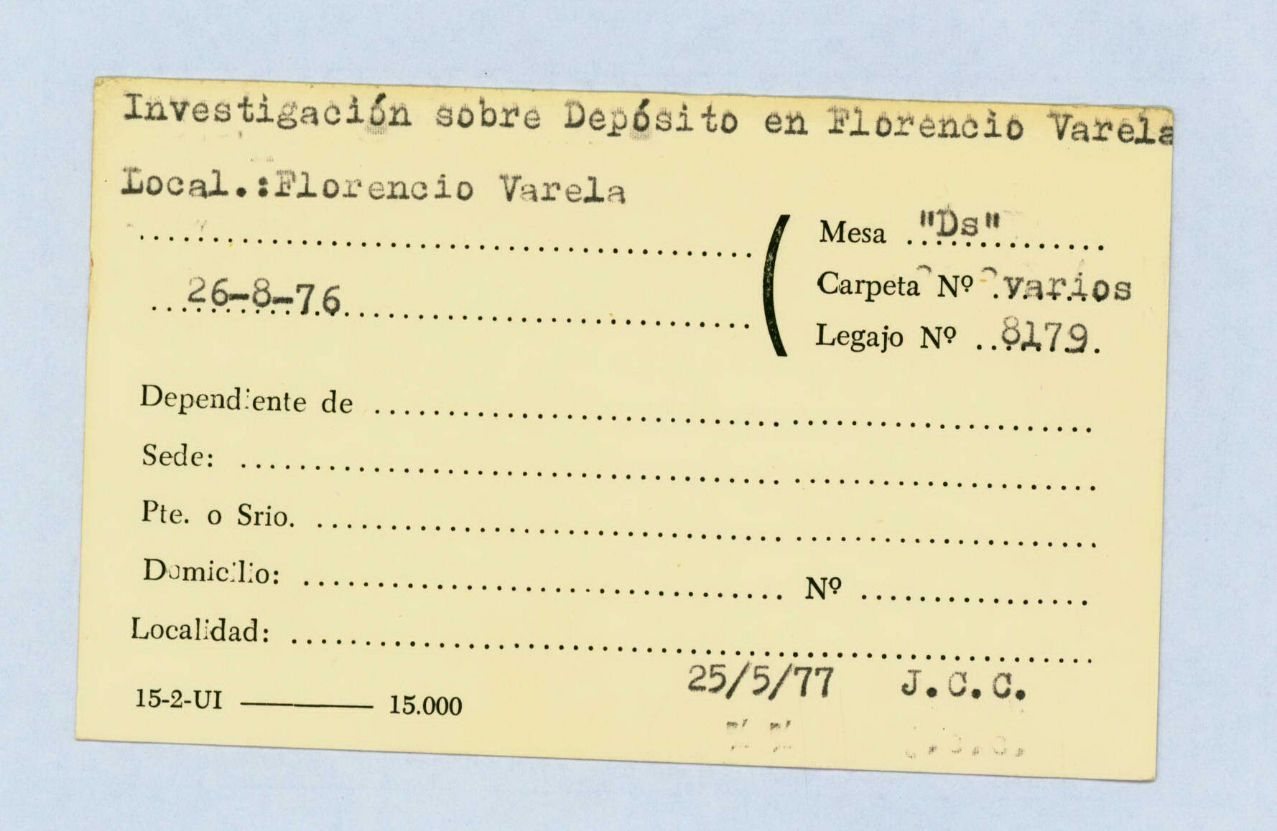 Investigación sobre Depósito en Florencio Varela
Local.:Florencio Varela
Mesa "Ds"
26-8-76
Carpeta Nº varios
Legajo Nº 8179
Dependiente de
Sede:
Pte. o Srio.
Domicilio: Nº
Localidad:
25/5/77 J.C.C.
15-2-UI ——— 15.000